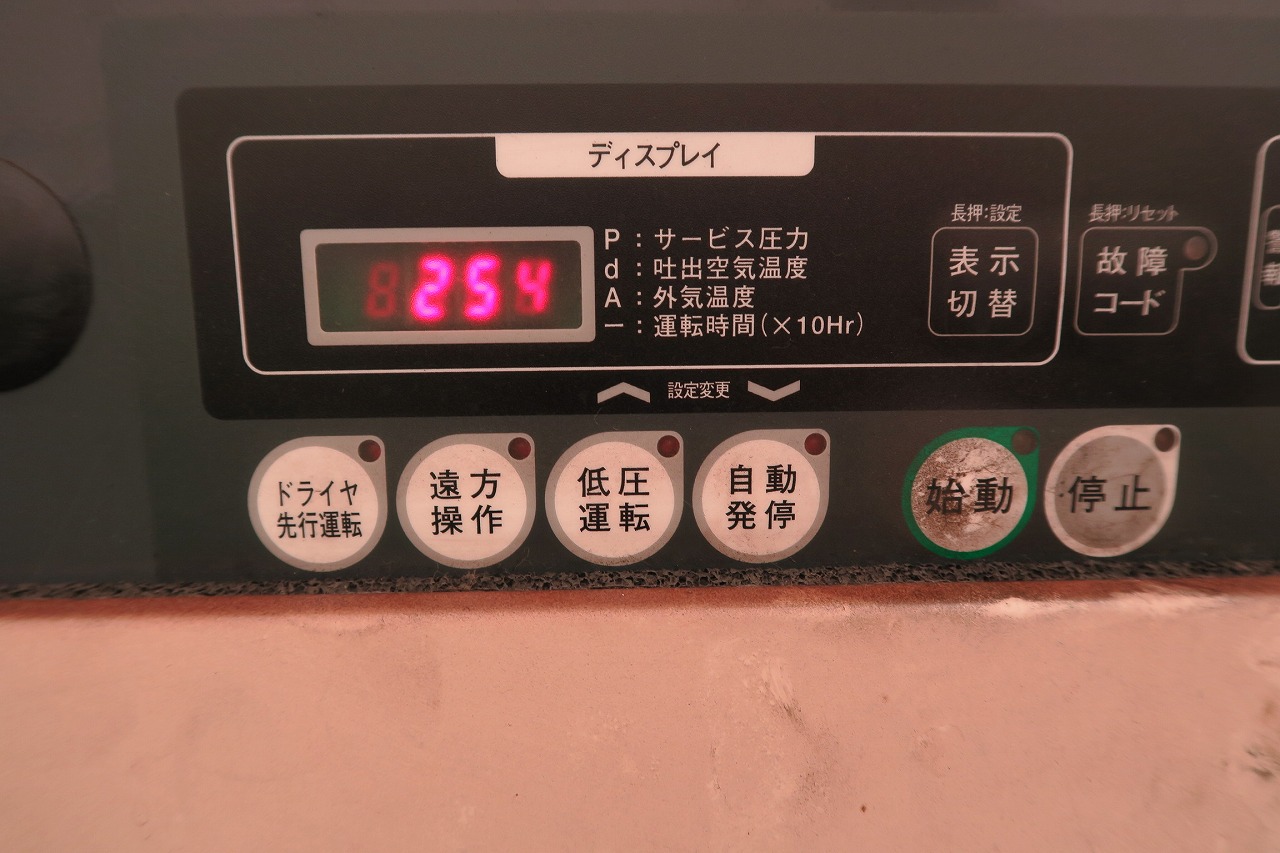 ディスプレイ
254
P：サービス圧力
d：吐出空気温度
A：外気温度
ー：運転時間(×10Hr)
長押:設定
表示
切替
長押:リセット
故障
コード
設定変更
ドライヤ
先行運転
遠方
操作
低圧
運転
自動
発停
始動
停止